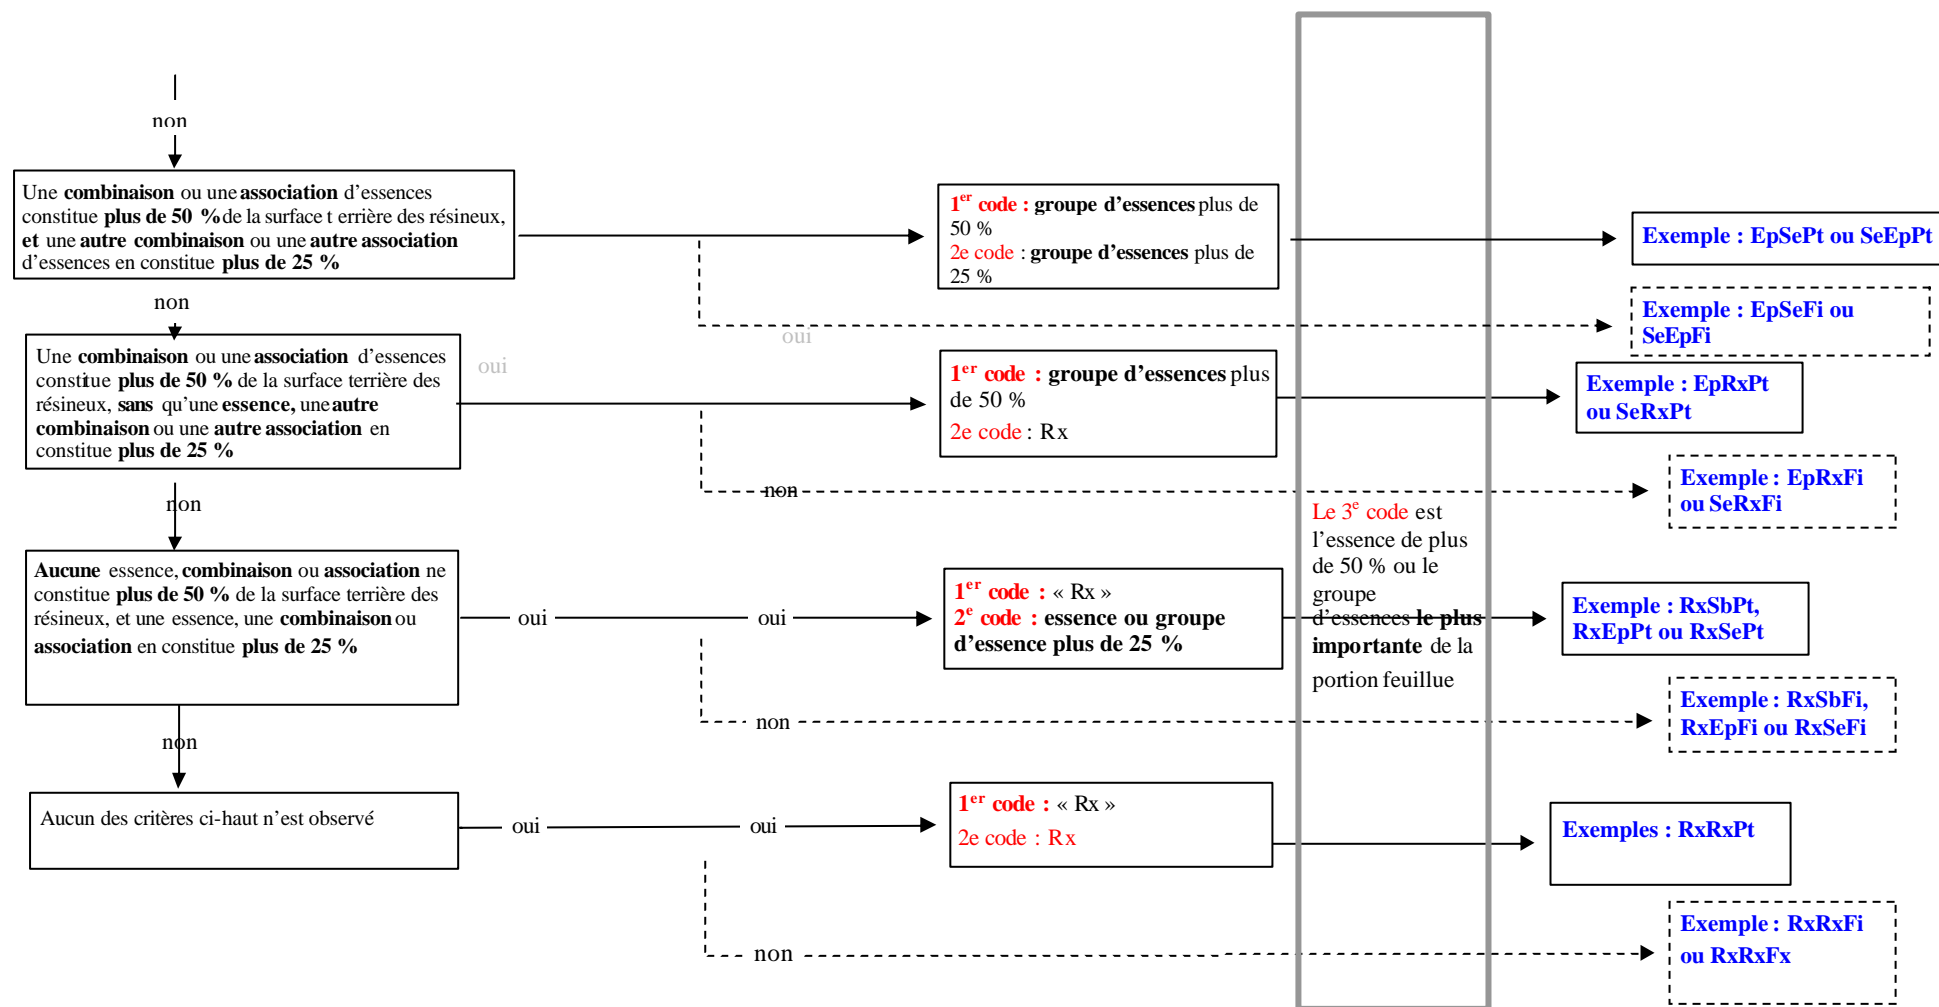 non
Une combinaison ou une association d'essences
constitue plus de 50 % de la surface t errière des résineux,
et une autre combinaison ou une autre association
d'essences en constitue plus de 25 %
1er code : groupe d'essences plus de
50 %
2e code : groupe d'essences plus de
25 %
Exemple : EpSePt ou SeEpPt
non
oui
Exemple : EpSeFi ou
SeEpFi
Une combinaison ou une association d'essences
constitue plus de 50 % de la surface terrière des
résineux, sans qu'une essence, une autre
combinaison ou une autre association en
constitue plus de 25 %
oui
1er code : groupe d'essences plus
de 50 %
2e code : Rx
Exemple : EpRxPt
ou SeRxPt
non
non
Exemple : EpRxFi
ou SeRxFi
Le 3e code est
l'essence de plus
de 50 % ou le
groupe
d'essences le plus
importante de la
portion feuillue
Aucune essence, combinaison ou association ne
constitue plus de 50 % de la surface terrière des
résineux, et une essence, une combinaison ou
association en constitue plus de 25 %
oui
oui
1er code : « Rx »
2e code : essence ou groupe
d'essence plus de 25 %
Exemple : RxSbPt,
RxEpPt ou RxSePt
non
non
Exemple : RxSbFi,
RxEpFi ou RxSeFi
Aucun des critères ci-haut n'est observé
oui
oui
1er code : « Rx »
2e code : Rx
Exemples : RxRxPt
non
Exemple : RxRxFi
ou RxRxFx